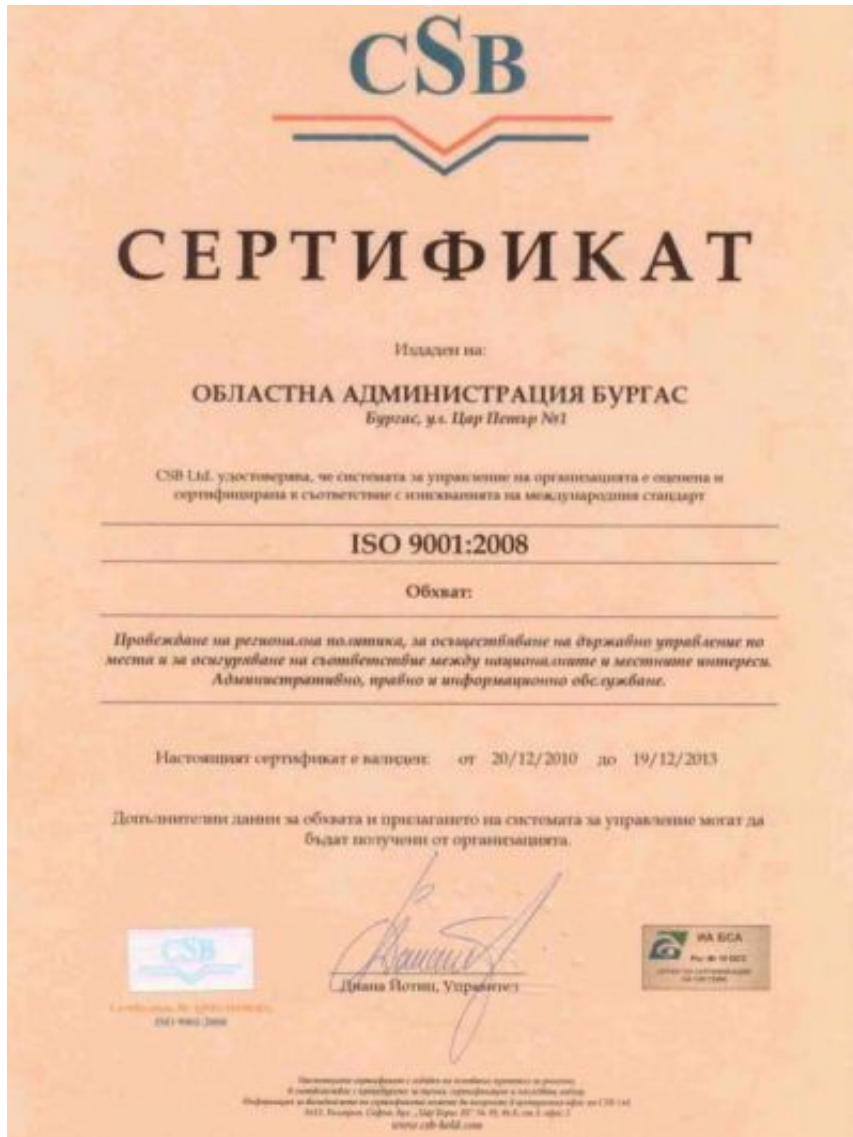 CSB
СЕРТИФИКАТ
Издаден на:
ОБЛАСТНА АДМИНИСТРАЦИЯ БУРГАС
Бургас, ул. Цар Петър №1
CSB Ltd. удостоверява, че системата за управление на организацията е оценена и
сертифицирана в съответствие с изискванията на международния стандарт
ISO 9001:2008
Обхват:
Провеждане на регионална политика, за осъществяване на държавно управление по
места и за осигуряване на съответствие между националните и местните интереси.
Административно, правно и информационно обслужване.
Настоящият сертификат е валиден: от 20/12/2010 до 19/12/2013
Допълнителни данни за обхвата и прилагането на системата за управление могат да
бъдат получени от организацията.
CSB
ИА БСА
Диана Йотиц, Управител
ISO 9001:2008
www.csb-hold.com